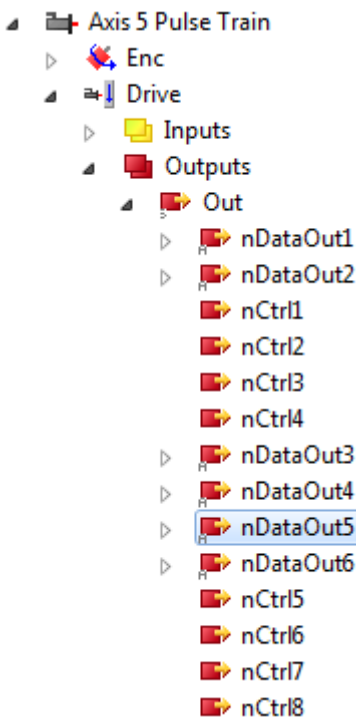 Axis 5 Pulse Train
Enc
Drive
Inputs
Outputs
Out
nDataOut1
nDataOut2
nCtrl1
nCtrl2
nCtrl3
nCtrl4
nDataOut3
nDataOut4
nDataOut5
nDataOut6
nCtrl5
nCtrl6
nCtrl7
nCtrl8